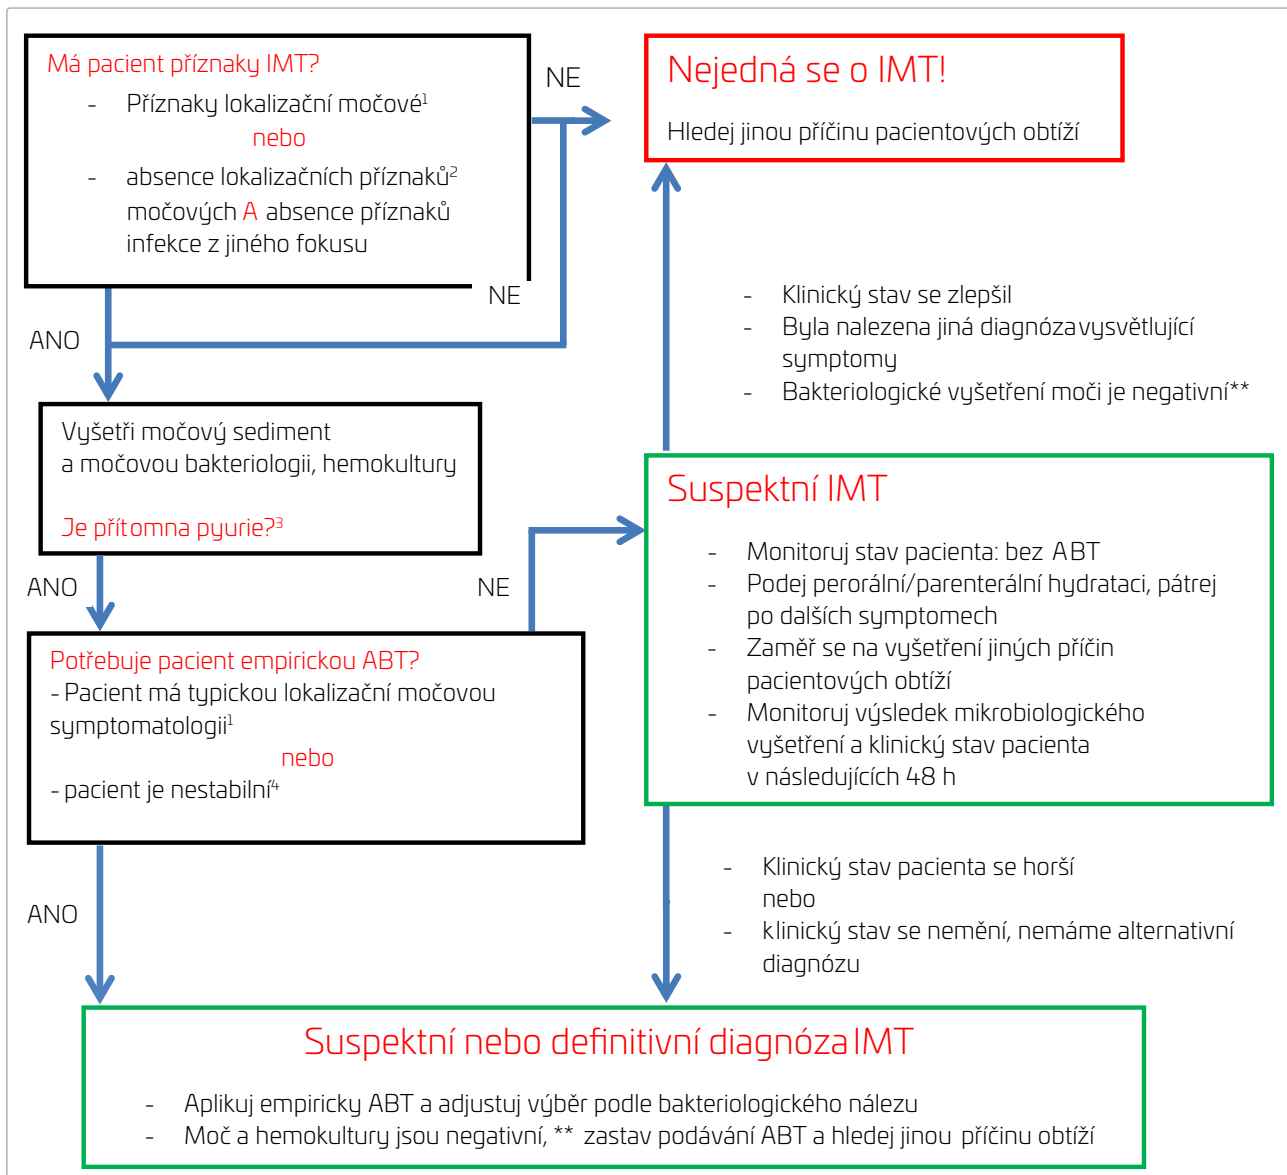 Má pacient příznaky IMT?
- Příznaky lokalizační močové¹
nebo
- absence lokalizačních příznaků²
močových A absence příznaků
infekce z jiného fokusu
NE
Nejedná se o IMT!
Hledej jinou příčinu pacientových obtíží
NE
ANO
- Klinický stav se zlepšil
- Byla nalezena jiná diagnózavysvětlující
symptomy
- Bakteriologické vyšetření moči je negativní**
Vyšetři močový sediment
a močovou bakteriologii, hemokultury
Je přítomna pyurie?³
ANO
NE
Suspektní IMT
- Monitoruj stav pacienta: bez ABT
- Podej perorální/parenterální hydrataci, pátrej
po dalších symptomech
- Zaměř se na vyšetření jiných příčin
pacientových obtíží
- Monitoruj výsledek mikrobiologického
vyšetření a klinický stav pacienta
v následujících 48 h
Potřebuje pacient empirickou ABT?
- Pacient má typickou lokalizační močovou
symptomatologii¹
nebo
- pacient je nestabilní⁴
ANO
- Klinický stav pacienta se horší
nebo
- klinický stav se nemění, nemáme alternativní
diagnózu
Suspektní nebo definitivní diagnóza IMT
- Aplikuj empiricky ABT a adjustuj výběr podle bakteriologického nálezu
- Moč a hemokultury jsou negativní, ** zastav podávání ABT a hledej jinou příčinu obtíží